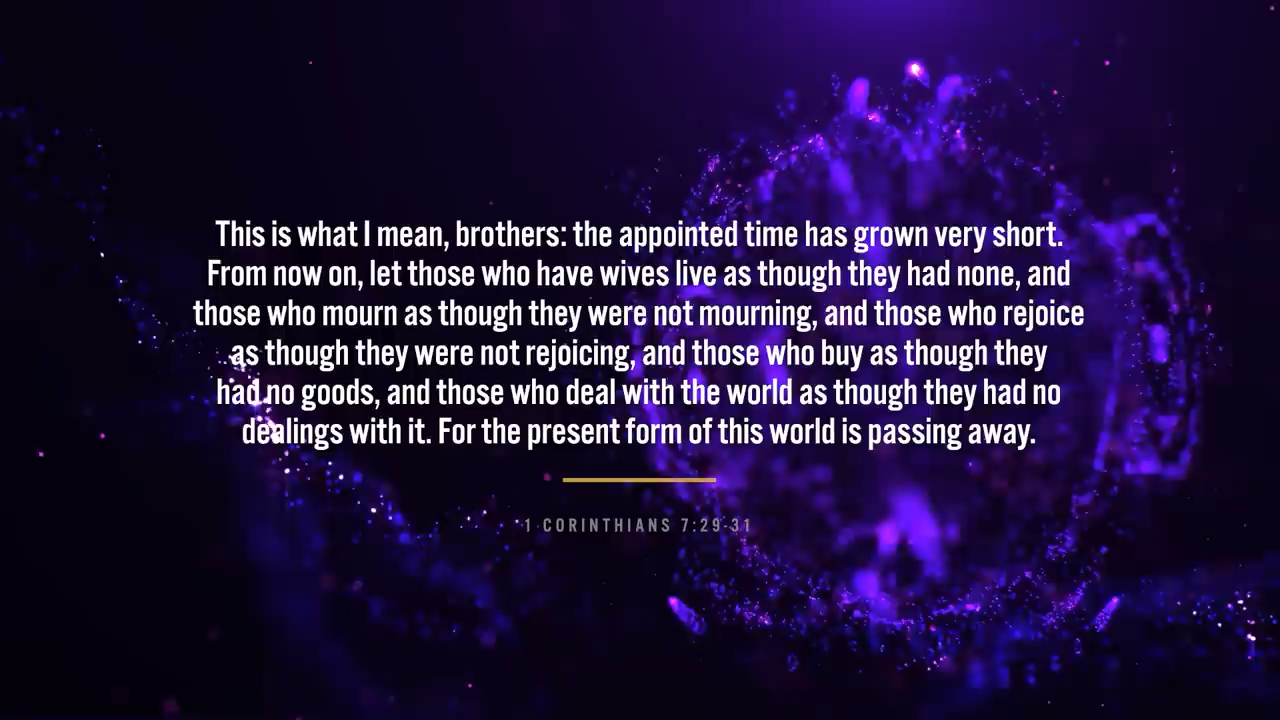 This is what I mean, brothers: the appointed time has grown very short.
From now on, let those who have wives live as though they had none, and
those who mourn as though they were not mourning, and those who rejoice
as though they were not rejoicing, and those who buy as though they
had no goods, and those who deal with the world as though they had no
dealings with it. For the present form of this world is passing away.
1 CORINTHIANS 7:29-31